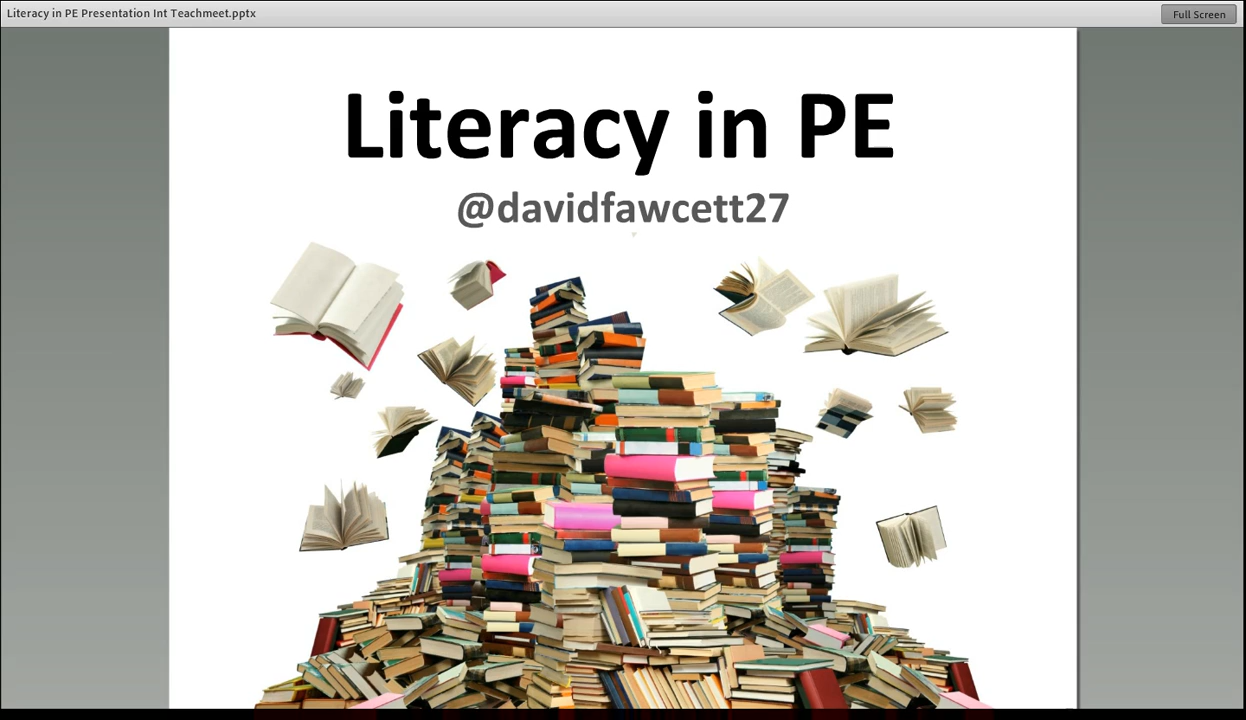 Literacy in PE Presentation Int Teachmeet.pptx
Full Screen
Literacy in PE
@davidfawcett27